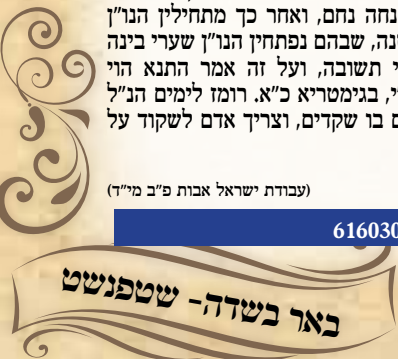 נחה נחם, ואחר כך מתחילין הנו״ן
ינה, שבהם נפתחין הנו״ן שערי בינה
י תשובה, ועל זה אמר התנא הוי
י, בגימטריא כ״א. רומז לימים הנ״ל
ם בו שקדים, וצריך אדם לשקוד על
(עבודת ישראל אבות פ״ב מי״ד)
616030
באר בשדה- שטפנשט